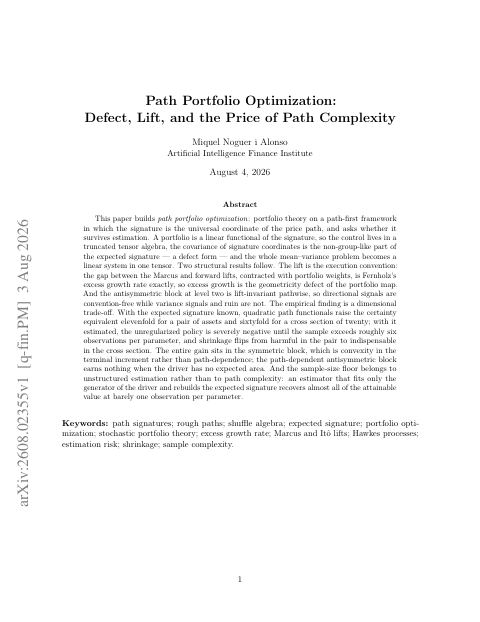 Path Portfolio Optimization:
Defect, Lift, and the Price of Path Complexity
Miquel Noguer i Alonso
Artificial Intelligence Finance Institute
August 4, 2026
Abstract
This paper builds path portfolio optimization: portfolio theory on a path-first framework
in which the signature is the universal coordinate of the price path, and asks whether it
survives estimation. A portfolio is a linear functional of the signature, so the control lives in a
truncated tensor algebra, the covariance of signature coordinates is the non-group-like part of
the expected signature — a defect form — and the whole mean–variance problem becomes a
linear system in one tensor. Two structural results follow. The lift is the execution convention:
the gap between the Marcus and forward lifts, contracted with portfolio weights, is Fernholz's
excess growth rate exactly, so excess growth is the geometricity defect of the portfolio map.
And the antisymmetric block at level two is lift-invariant pathwise, so directional signals are
convention-free while variance signals and ruin are not. The empirical finding is a dimensional
trade-off. With the expected signature known, quadratic path functionals raise the certainty
equivalent elevenfold for a pair of assets and sixtyfold for a cross section of twenty; with it
estimated, the unregularized policy is severely negative until the sample exceeds roughly six
observations per parameter, and shrinkage flips from harmful in the pair to indispensable
in the cross section. The entire gain sits in the symmetric block, which is convexity in the
terminal increment rather than path-dependence; the path-dependent antisymmetric block
earns nothing when the driver has no expected area. And the sample-size floor belongs to
unstructured estimation rather than to path complexity: an estimator that fits only the
generator of the driver and rebuilds the expected signature recovers almost all of the attainable
value at barely one observation per parameter.
Keywords: path signatures; rough paths; shuffle algebra; expected signature; portfolio opti-
mization; stochastic portfolio theory; excess growth rate; Marcus and Itô lifts; Hawkes processes;
estimation risk; shrinkage; sample complexity.
arXiv:2608.02355v1 [q-fin.PM] 3 Aug 2026
1